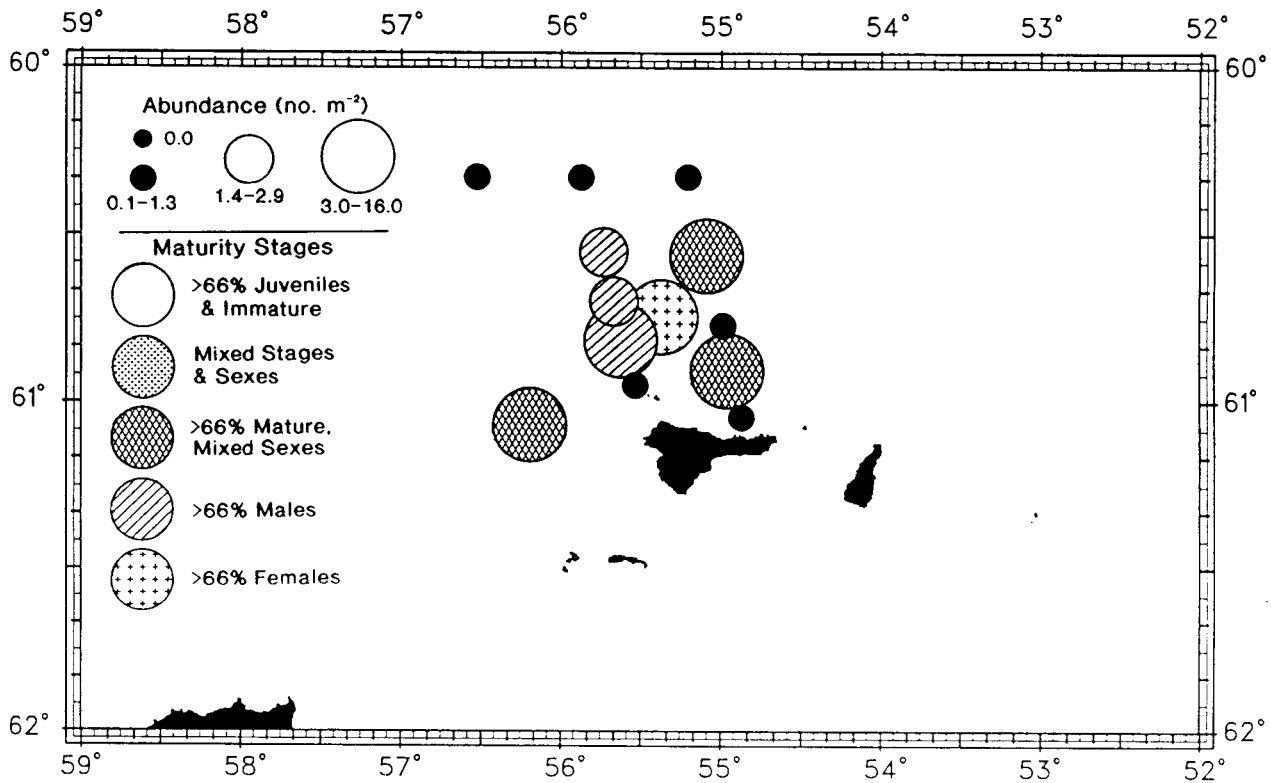 59° 58° 57° 56° 55° 54° 53° 52°
60° 60°
Abundance (no. m⁻²)
0.0
0.1–1.3 1.4–2.9 3.0–16.0
Maturity Stages
>66% Juveniles
& Immature
Mixed Stages
& Sexes
>66% Mature,
Mixed Sexes
>66% Males
>66% Females
61° 61°
62° 62°
59° 58° 57° 56° 55° 54° 53° 52°